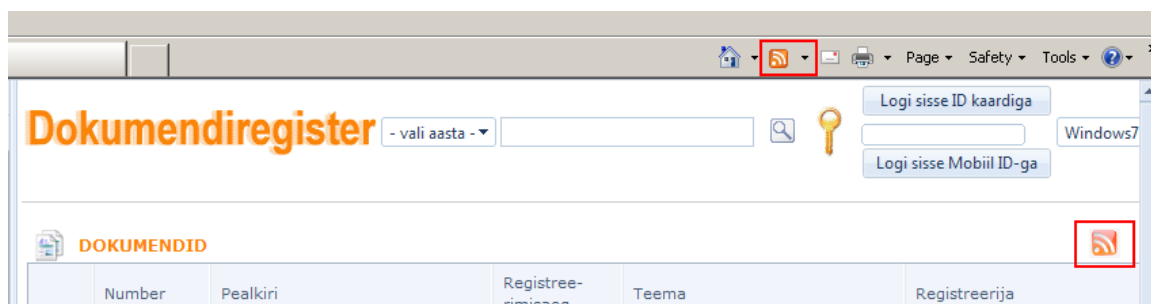 Page Safety Tools
Logi sisse ID kaardiga
Dokumendiregister - vali aasta - Windows7
Logi sisse Mobiil ID-ga
DOKUMENDID
Number Pealkiri Registree- Teema Registreerija
rimisaeg